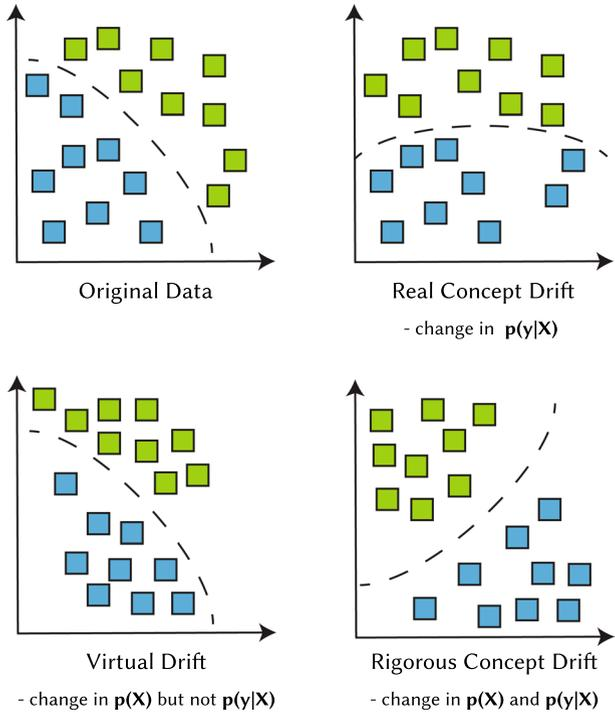 Original Data
Real Concept Drift
- change in p(y|X)
Virtual Drift
- change in p(X) but not p(y|X)
Rigorous Concept Drift
- change in p(X) and p(y|X)